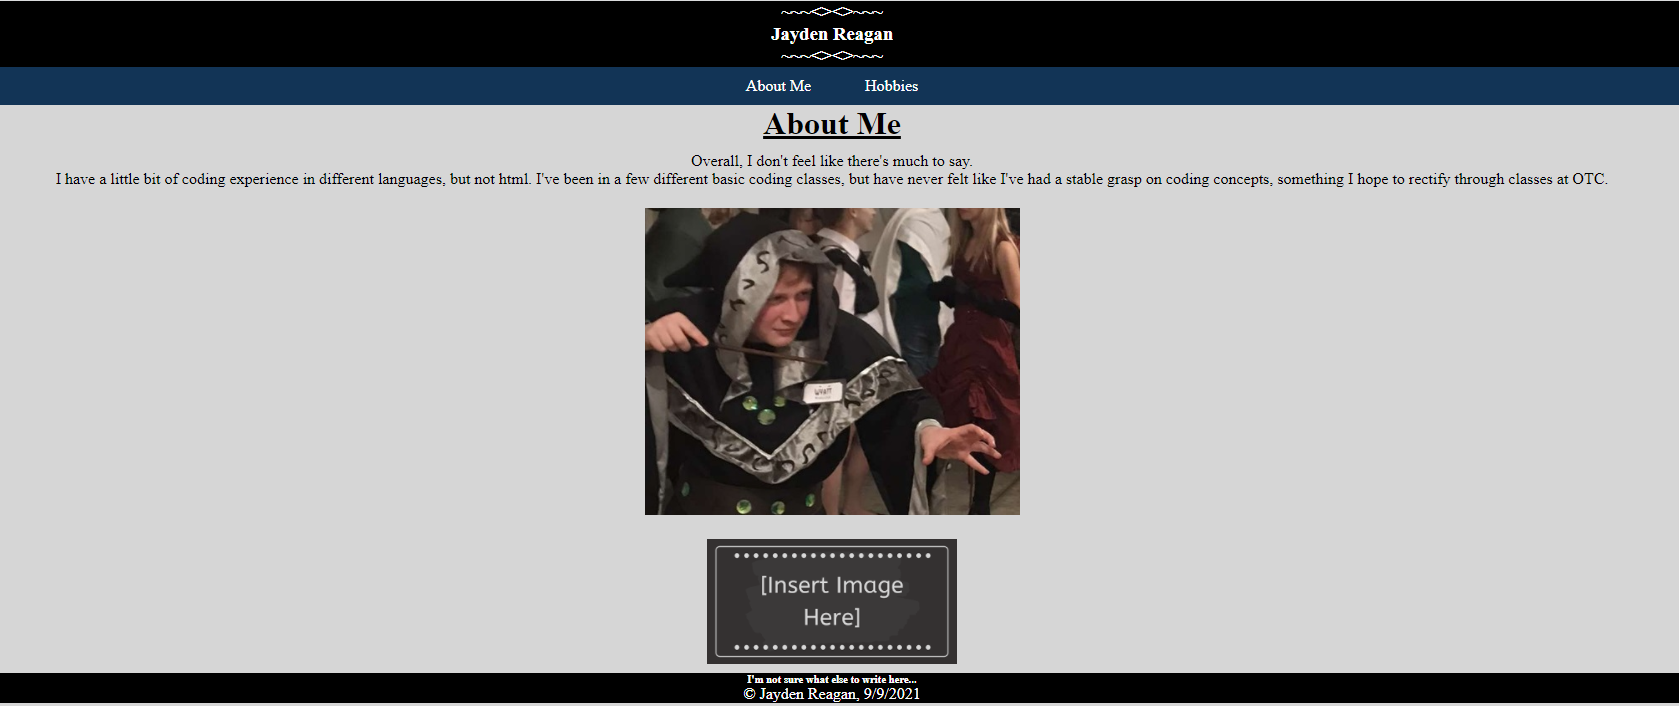 ~~~<><>~~~
Jayden Reagan
~~~<><>~~~
About Me Hobbies
About Me
Overall, I don't feel like there's much to say.
I have a little bit of coding experience in different languages, but not html. I've been in a few different basic coding classes, but have never felt like I've had a stable grasp on coding concepts, something I hope to rectify through classes at OTC.
[Insert Image
Here]
I'm not sure what else to write here...
© Jayden Reagan, 9/9/2021